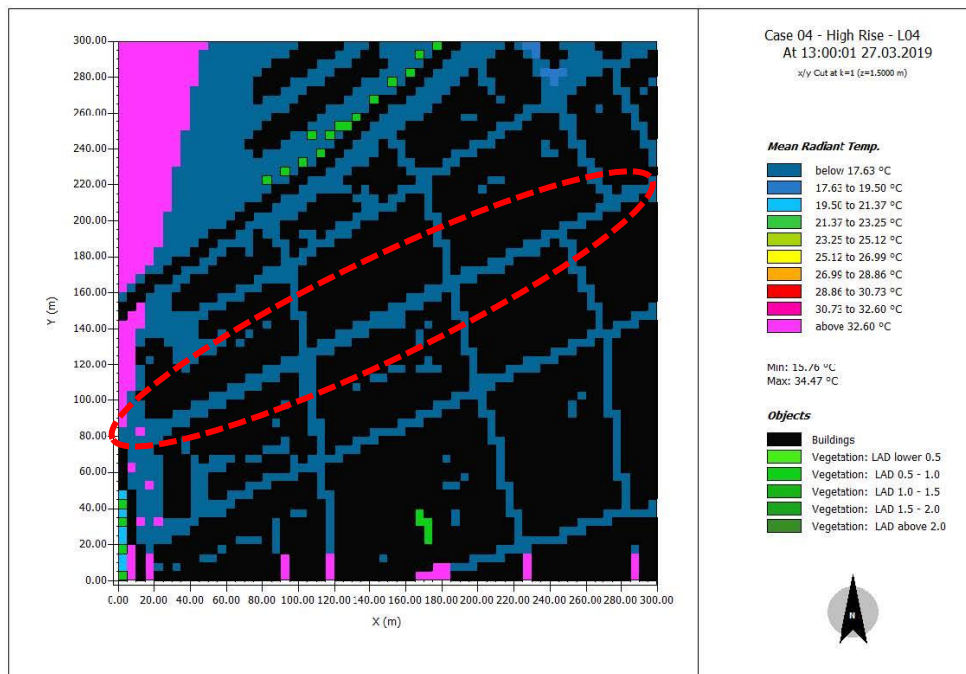 Case 04 - High Rise - L04
At 13:00:01 27.03.2019
x/y Cut at k=1 (z=1.5000 m)
Mean Radiant Temp.
below 17.63 °C
17.63 to 19.50 °C
19.50 to 21.37 °C
21.37 to 23.25 °C
23.25 to 25.12 °C
25.12 to 26.99 °C
26.99 to 28.86 °C
28.86 to 30.73 °C
30.73 to 32.60 °C
above 32.60 °C
Min: 15.76 °C
Max: 34.47 °C
Objects
Buildings
Vegetation: LAD lower 0.5
Vegetation: LAD 0.5 - 1.0
Vegetation: LAD 1.0 - 1.5
Vegetation: LAD 1.5 - 2.0
Vegetation: LAD above 2.0
N
300.00
280.00
260.00
240.00
220.00
200.00
180.00
160.00
140.00
120.00
100.00
80.00
60.00
40.00
20.00
0.00
Y (m)
0.00 20.00 40.00 60.00 80.00 100.00 120.00 140.00 160.00 180.00 200.00 220.00 240.00 260.00 280.00 300.00
X (m)